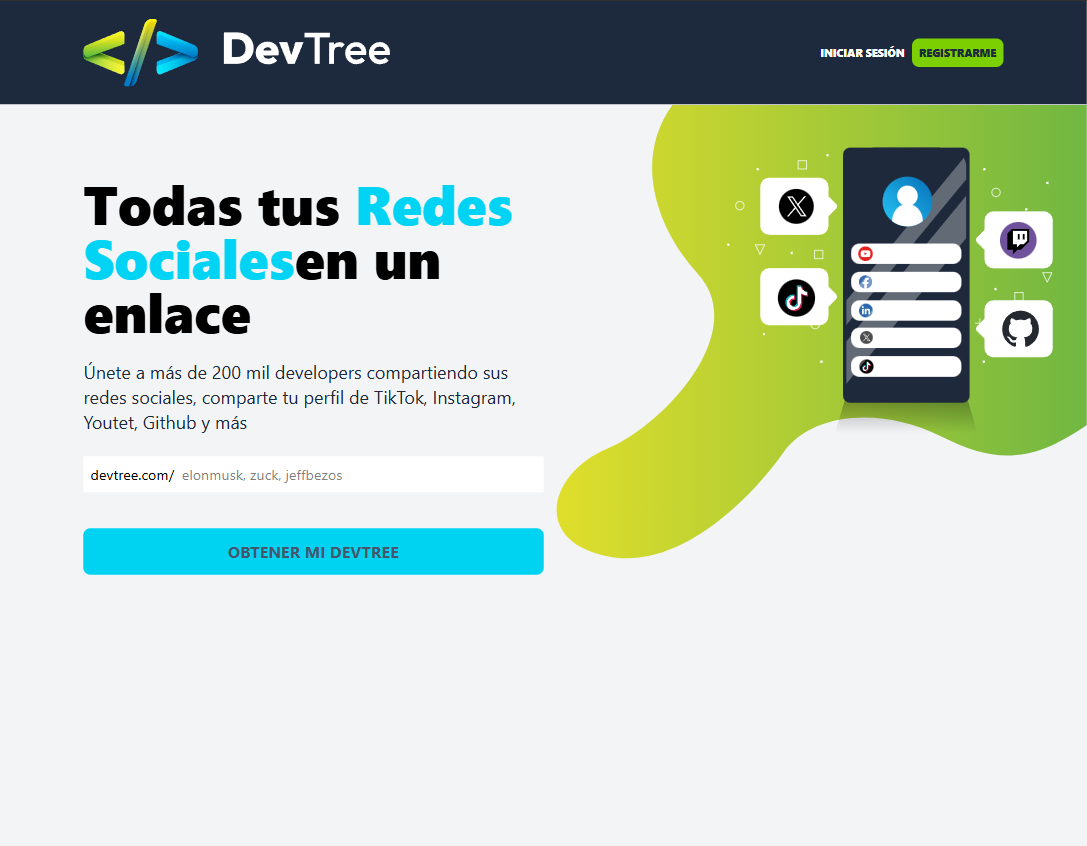 DevTree
INICIAR SESIÓN REGISTRARME
Todas tus Redes
Socialesen un
enlace
Únete a más de 200 mil developers compartiendo sus
redes sociales, comparte tu perfil de TikTok, Instagram,
Youtet, Github y más
devtree.com/ elonmusk, zuck, jeffbezos
OBTENER MI DEVTREE